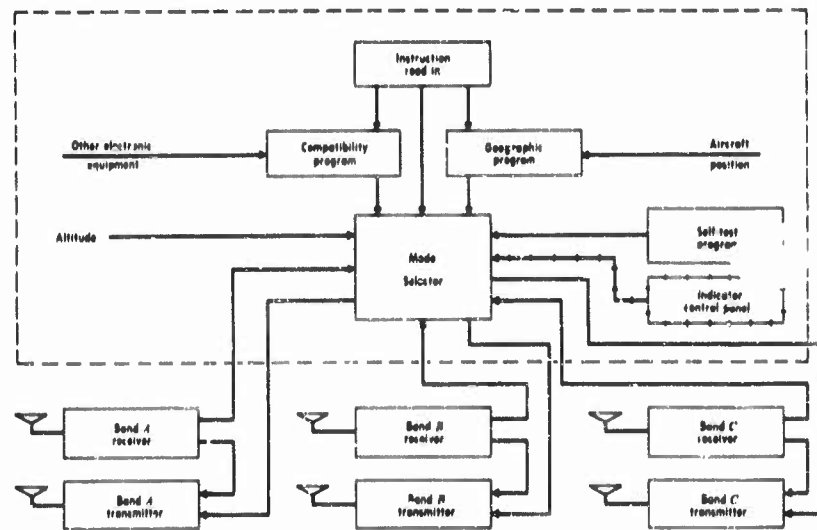 Instruction
read in
Other electronic
equipment
Compatibility
program
Geographic
program
Aircraft
position
Altitude
Mode
Selector
Self-test
program
Indicator
control panel
Band A
receiver
Band B
receiver
Band C
receiver
Band A
transmitter
Band B
transmitter
Band C
transmitter